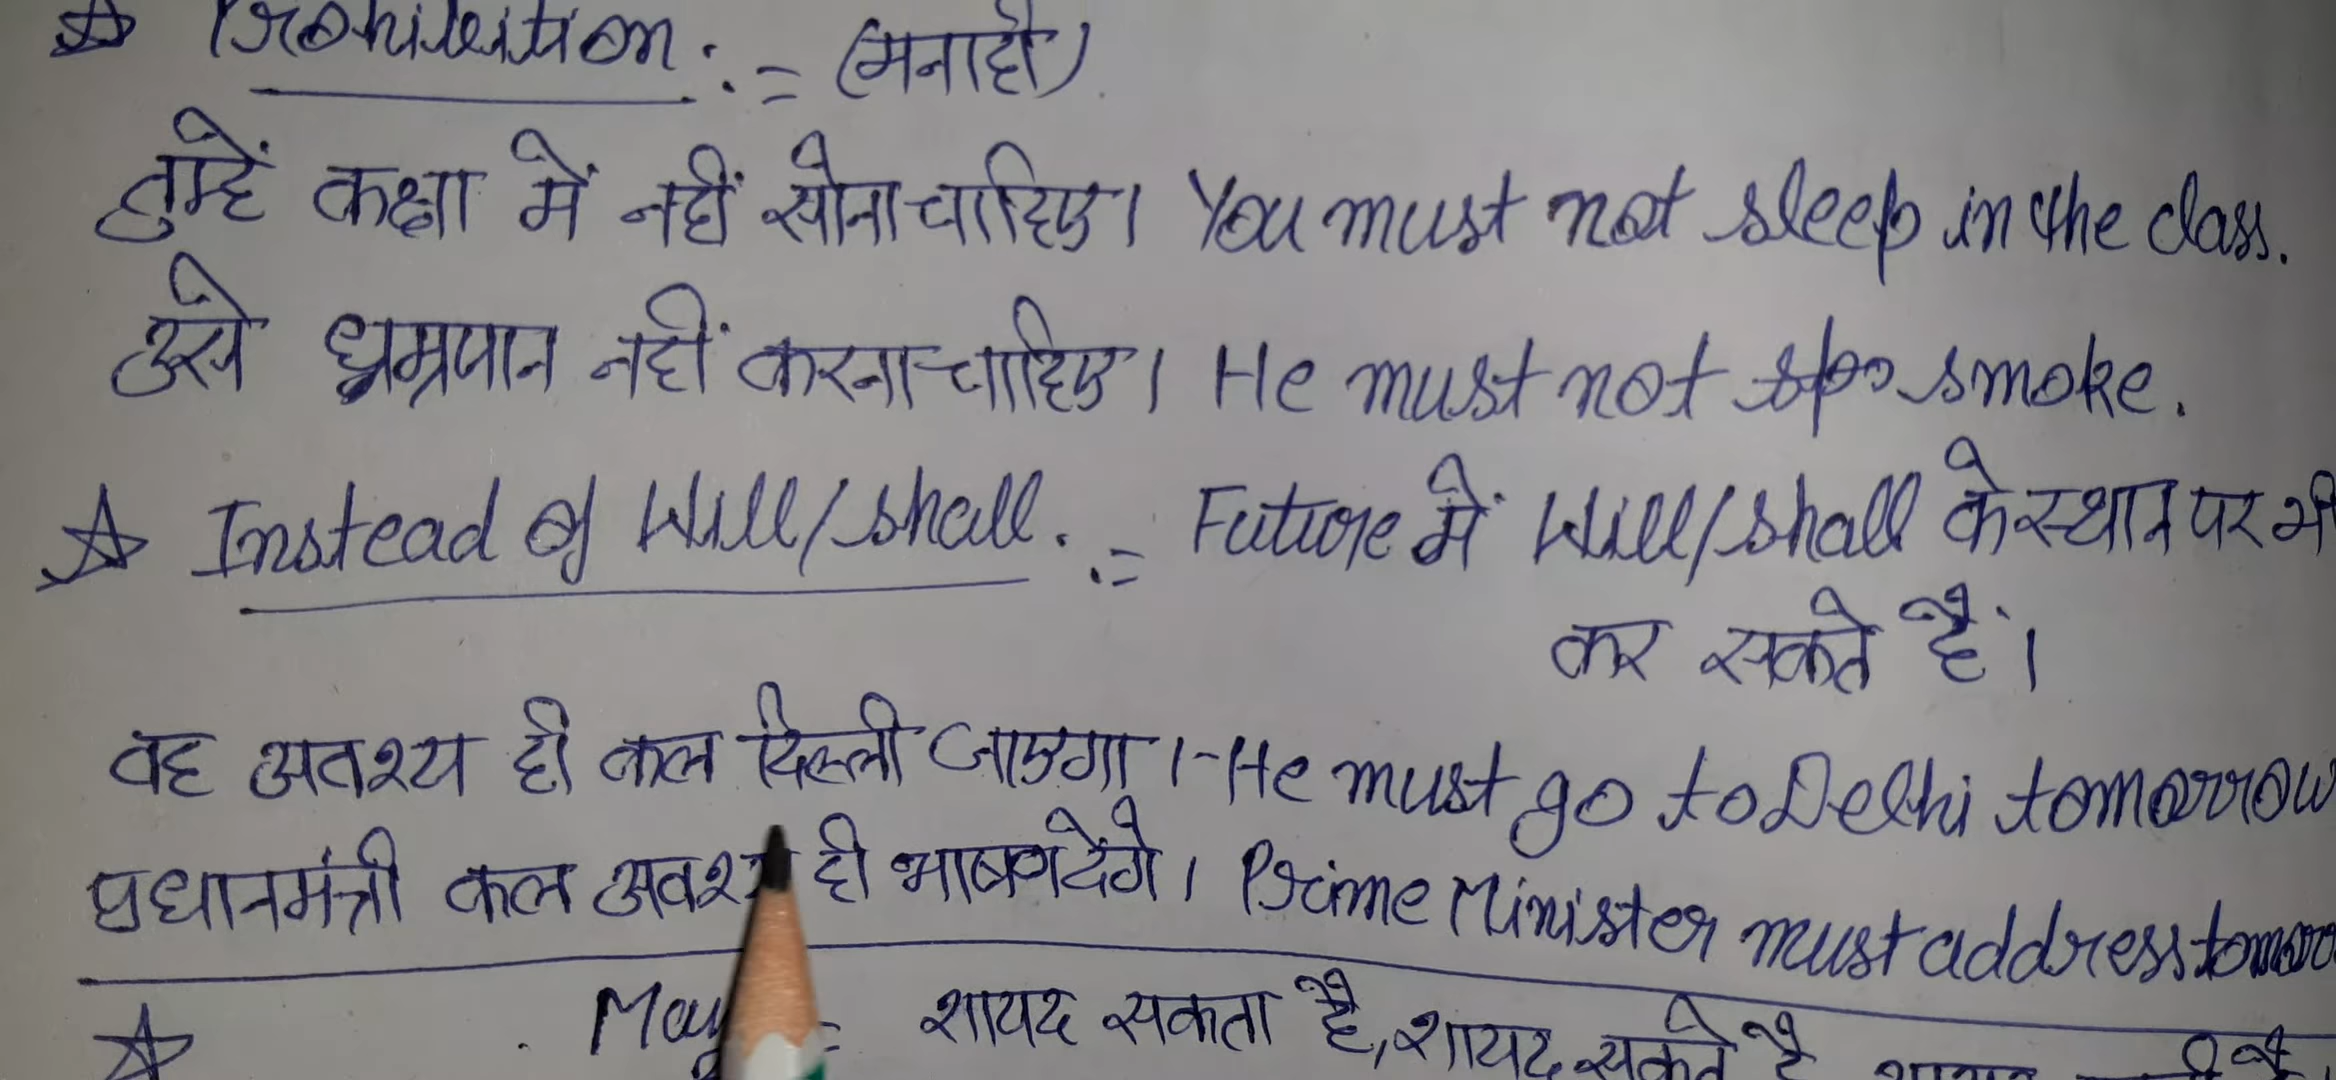 ☆ Prohibition :- (मनाही)
तुम्हें कक्षा में नहीं सोना चाहिए। You must not sleep in the class.
उसे धूम्रपान नहीं करना चाहिए। He must not smoke.
☆ Instead of Will/shall :- Future में Will/shall के स्थान पर भी
कर सकते हैं।
वह अवश्य ही कल दिल्ली जाएगा।- He must go to Delhi tomorrow
प्रधानमंत्री कल अवश्य ही भाषण देंगे। Prime Minister must address
☆ May = शायद सकता है, शायद सकते है